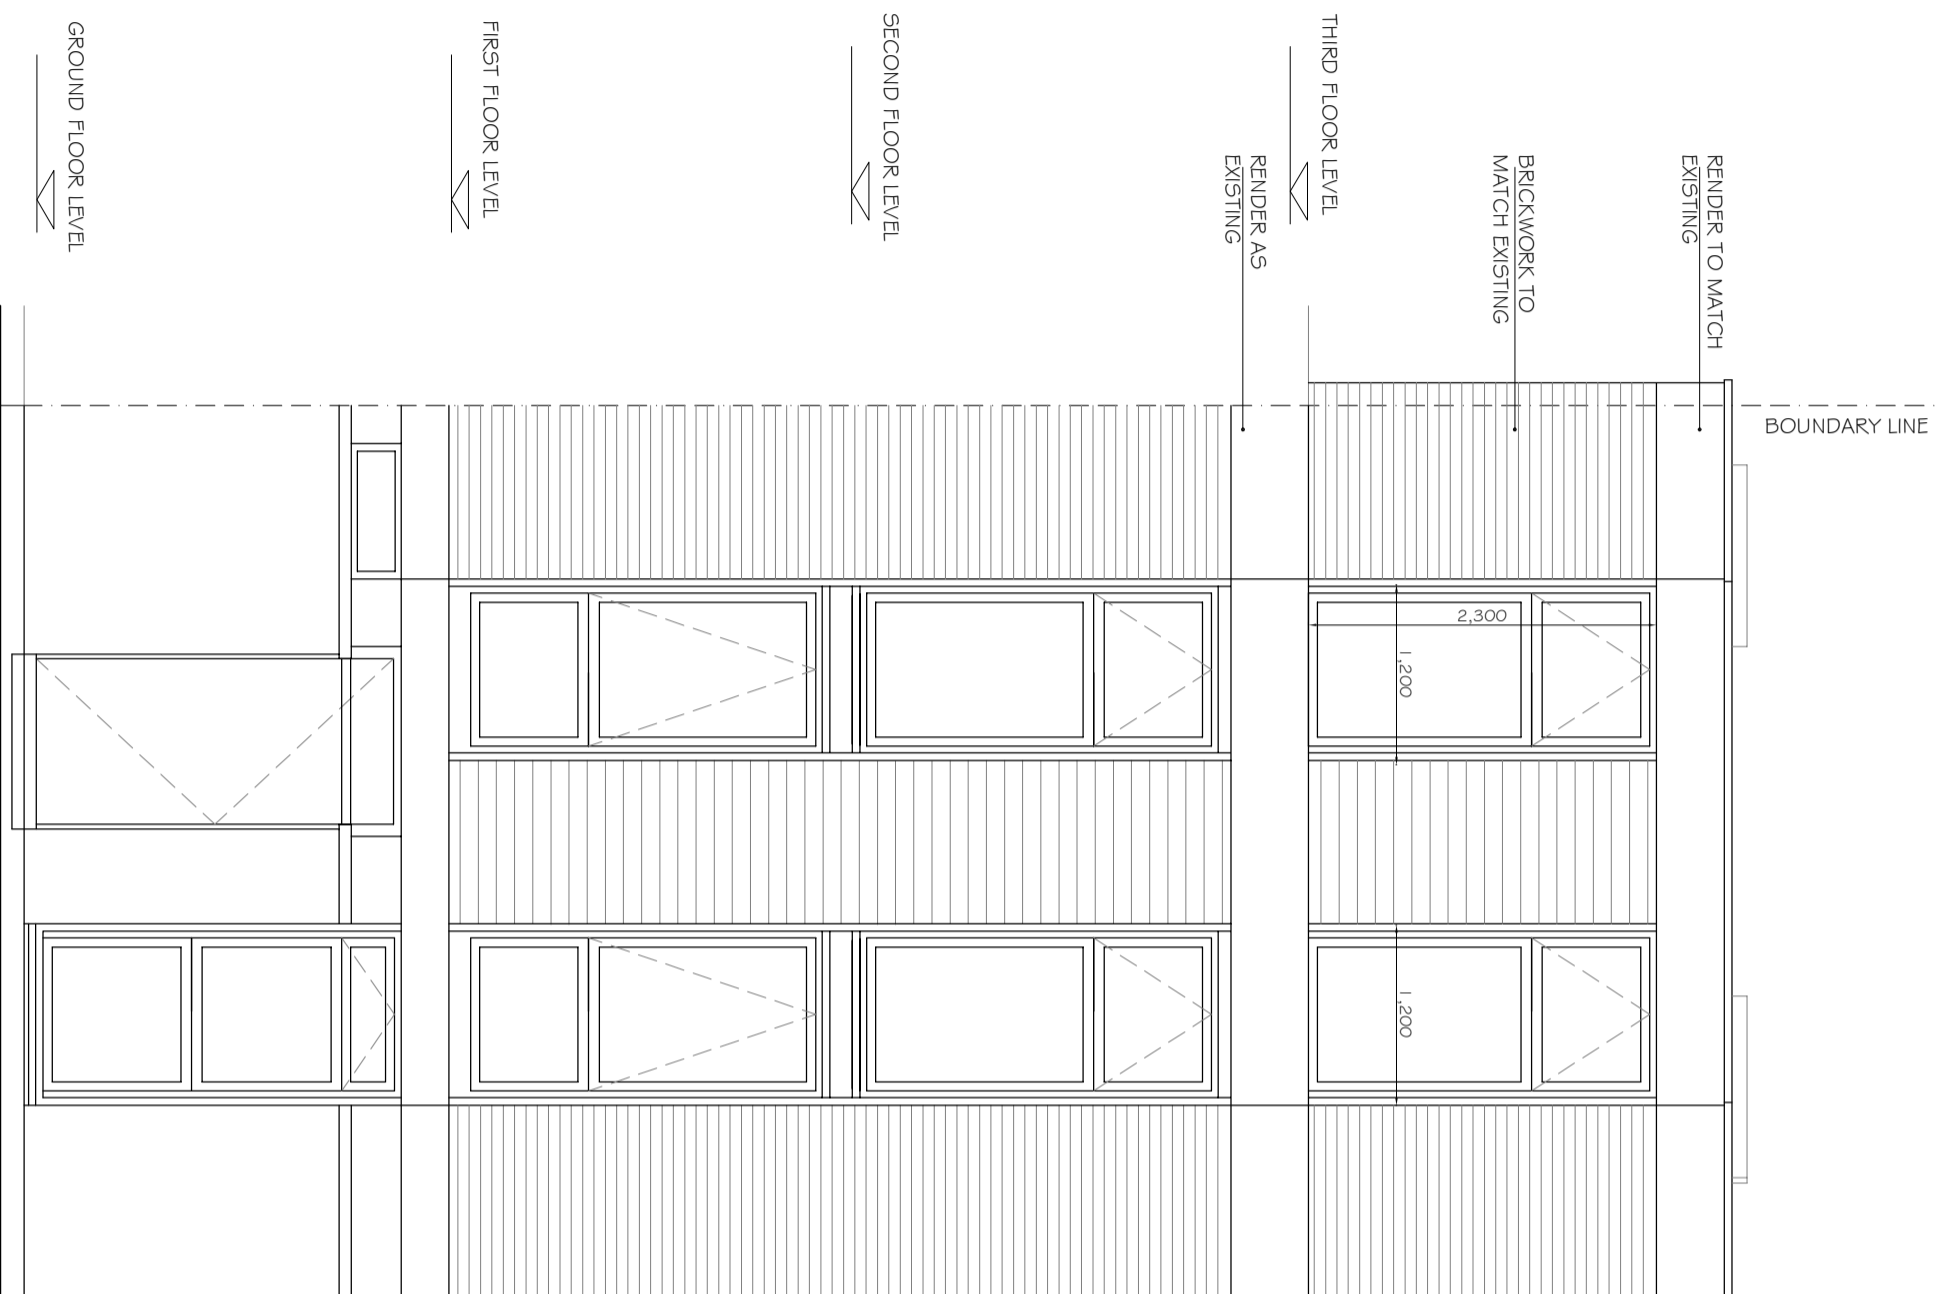 GROUND FLOOR LEVEL
FIRST FLOOR LEVEL
SECOND FLOOR LEVEL
THIRD FLOOR LEVEL
RENDER AS
EXISTING
BRICKWORK TO
MATCH EXISTING
RENDER TO MATCH
EXISTING
BOUNDARY LINE
2,300
1,200
1,200